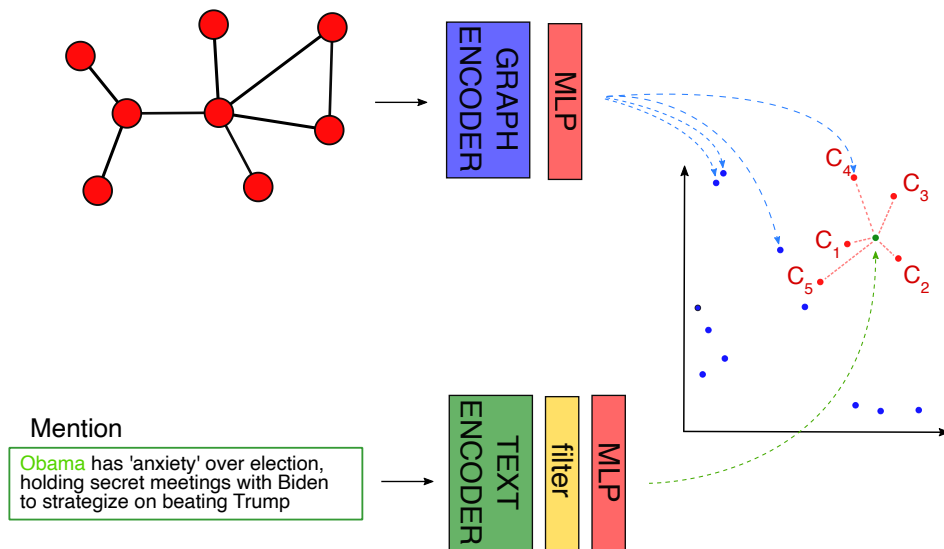 GRAPH
ENCODER
MLP
C4
C3
C1
C2
C5
Mention
Obama has 'anxiety' over election,
holding secret meetings with Biden
to strategize on beating Trump
TEXT
ENCODER
filter
MLP